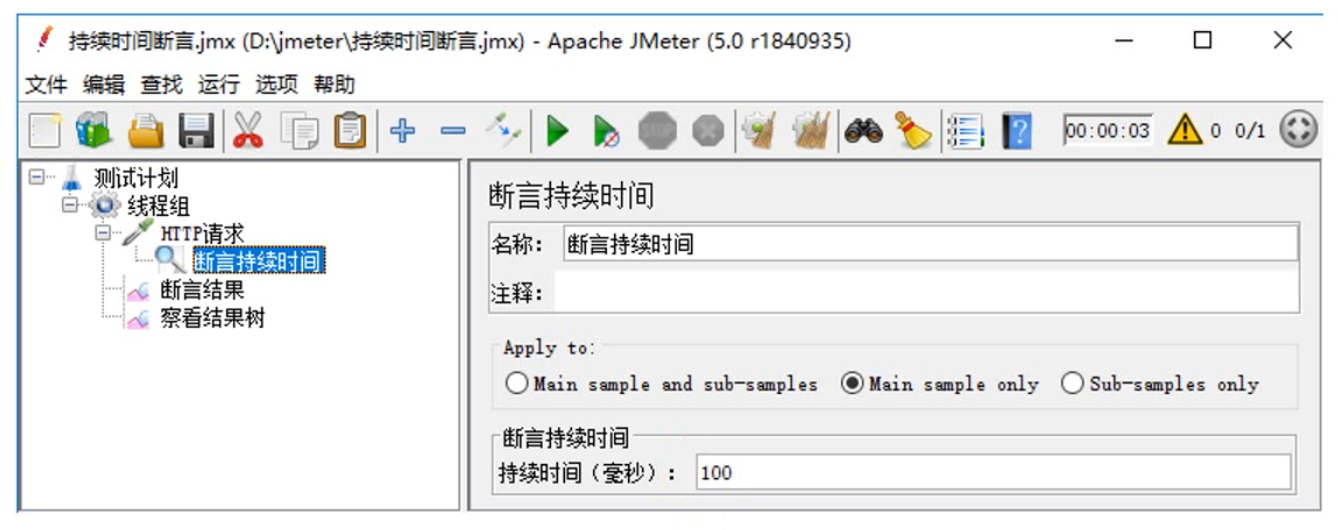 持续时间断言.jmx (D:\jmeter\持续时间断言.jmx) - Apache JMeter (5.0 r1840935)
文件 编辑 查找 运行 选项 帮助
STOP 00:00:03 0 0/1
测试计划
线程组
HTTP请求
断言持续时间
断言结果
察看结果树
断言持续时间
名称: 断言持续时间
注释:
Apply to:
Main sample and sub-samples Main sample only Sub-samples only
断言持续时间
持续时间（毫秒）: 100